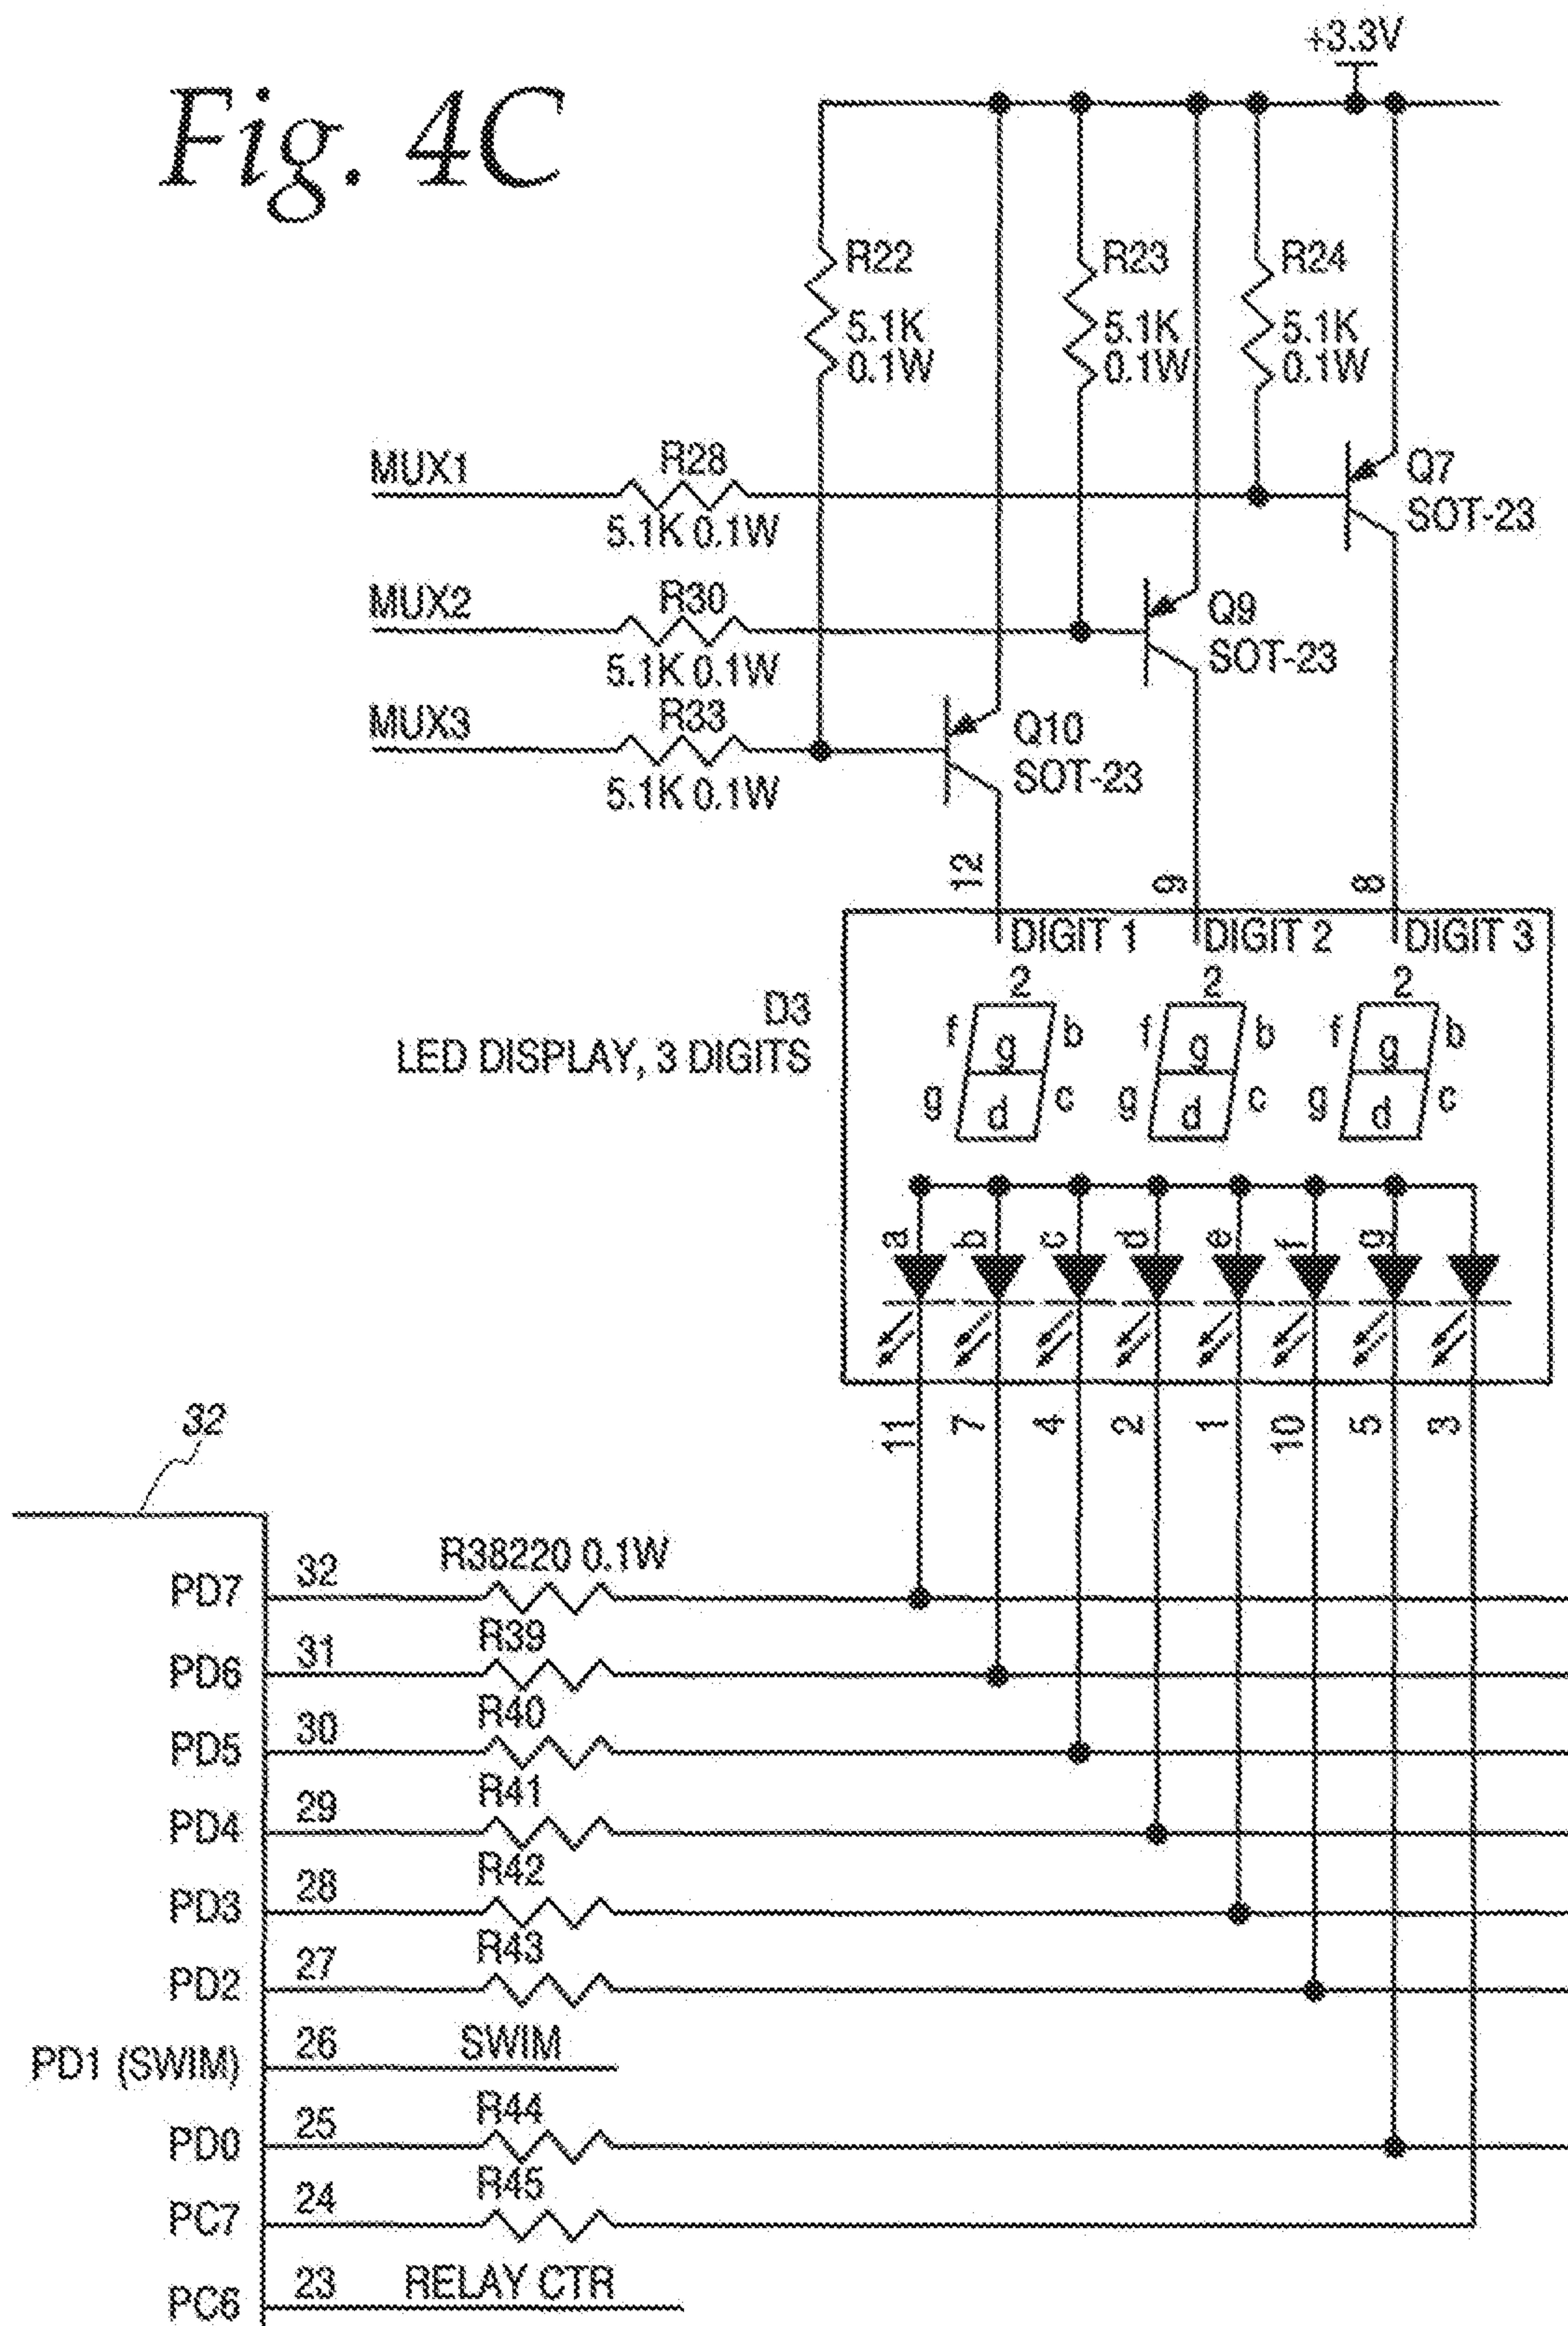 Fig. 4C
+3.3V
R22
5.1K
0.1W
R23
5.1K
0.1W
R24
5.1K
0.1W
MUX1
R28
5.1K 0.1W
Q7
SOT-23
MUX2
R30
5.1K 0.1W
Q9
SOT-23
MUX3
R33
5.1K 0.1W
Q10
SOT-23
12
9
8
DIGIT 1
DIGIT 2
DIGIT 3
D3
LED DISPLAY, 3 DIGITS
2
f
g
b
g
d
c
2
f
g
b
g
d
c
2
f
g
b
g
d
c
a
b
c
d
e
f
g
11
7
4
2
1
10
5
3
32
PD7
32
R38220 0.1W
PD6
31
R39
PD5
30
R40
PD4
29
R41
PD3
28
R42
PD2
27
R43
PD1 (SWIM)
26
SWIM
PD0
25
R44
PC7
24
R45
PC6
23
RELAY CTR